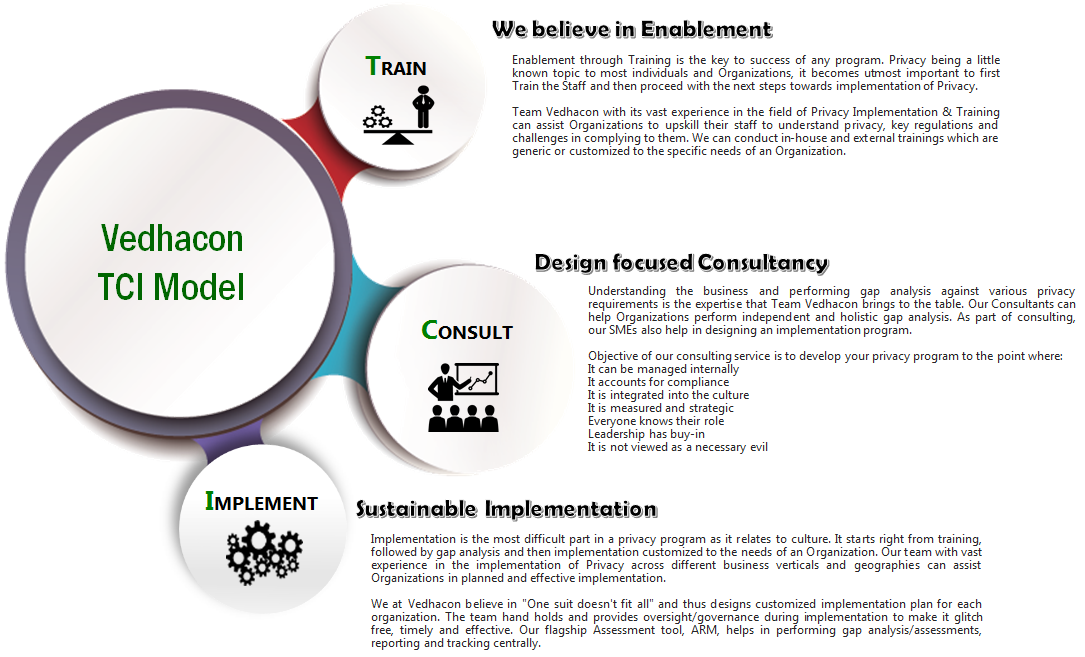 Vedhacon
TCI Model
TRAIN
We believe in Enablement
Enablement through Training is the key to success of any program. Privacy being a little
known topic to most individuals and Organizations, it becomes utmost important to first
Train the Staff and then proceed with the next steps towards implementation of Privacy.
Team Vedhacon with its vast experience in the field of Privacy Implementation & Training
can assist Organizations to upskill their staff to understand privacy, key regulations and
challenges in complying to them. We can conduct in-house and external trainings which are
generic or customized to the specific needs of an Organization.
CONSULT
Design focused Consultancy
Understanding the business and performing gap analysis against various privacy
requirements is the expertise that Team Vedhacon brings to the table. Our Consultants can
help Organizations perform independent and holistic gap analysis. As part of consulting,
our SMEs also help in designing an implementation program.
Objective of our consulting service is to develop your privacy program to the point where:
It can be managed internally
It accounts for compliance
It is integrated into the culture
It is measured and strategic
Everyone knows their role
Leadership has buy-in
It is not viewed as a necessary evil
IMPLEMENT
Sustainable Implementation
Implementation is the most difficult part in a privacy program as it relates to culture. It starts right from training,
followed by gap analysis and then implementation customized to the needs of an Organization. Our team with vast
experience in the implementation of Privacy across different business verticals and geographies can assist
Organizations in planned and effective implementation.
We at Vedhacon believe in "One suit doesn't fit all" and thus designs customized implementation plan for each
organization. The team hand holds and provides oversight/governance during implementation to make it glitch
free, timely and effective. Our flagship Assessment tool, ARM, helps in performing gap analysis/assessments,
reporting and tracking centrally.